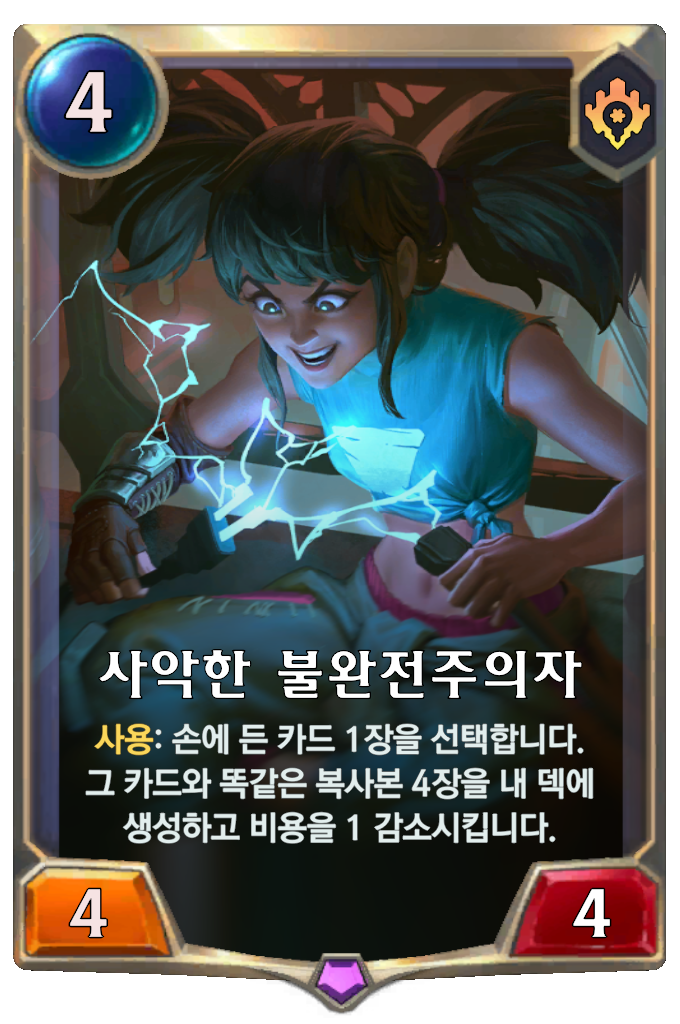 4
사악한 불완전주의자
사용: 손에 든 카드 1장을 선택합니다.
그 카드와 똑같은 복사본 4장을 내 덱에
생성하고 비용을 1 감소시킵니다.
4
4